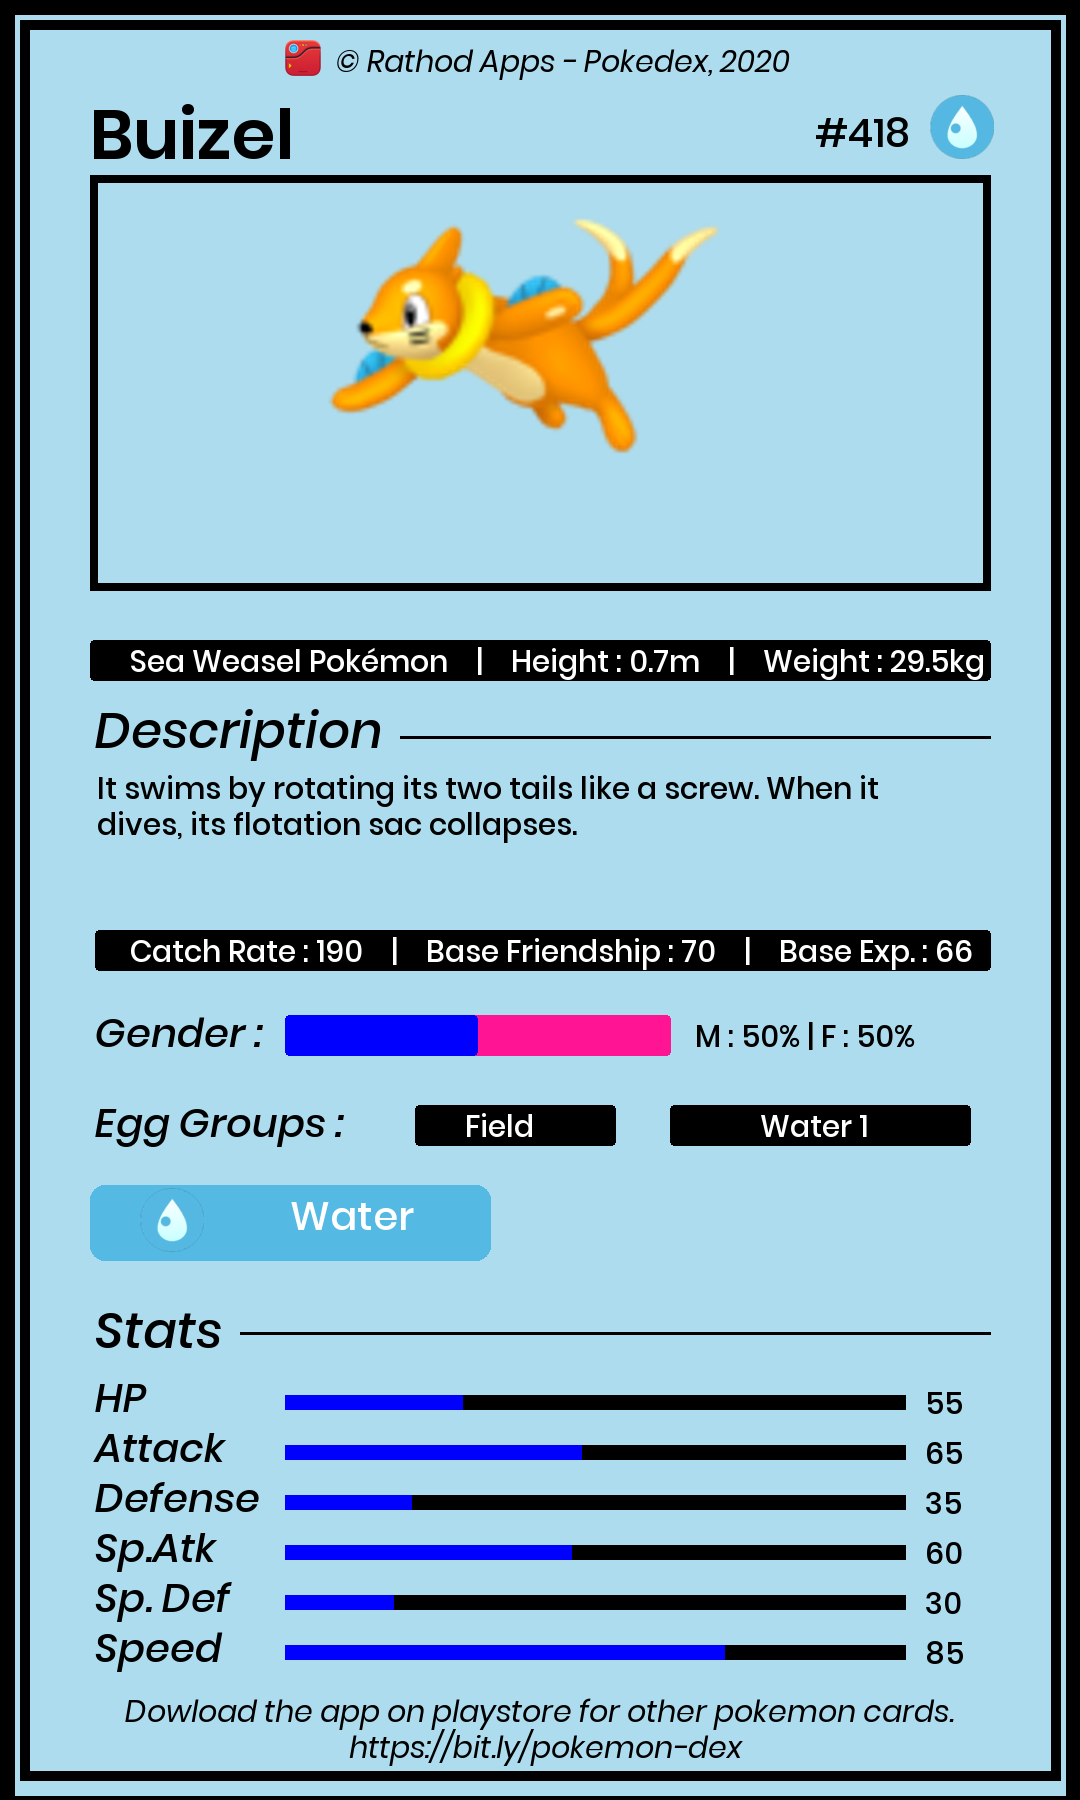 © Rathod Apps - Pokedex, 2020
Buizel
#418
Sea Weasel Pokémon | Height : 0.7m | Weight : 29.5kg
Description
It swims by rotating its two tails like a screw. When it
dives, its flotation sac collapses.
Catch Rate : 190 | Base Friendship : 70 | Base Exp. : 66
Gender : M : 50% | F : 50%
Egg Groups : Field Water 1
Water
Stats
HP 55
Attack 65
Defense 35
Sp.Atk 60
Sp. Def 30
Speed 85
Dowload the app on playstore for other pokemon cards.
https://bit.ly/pokemon-dex